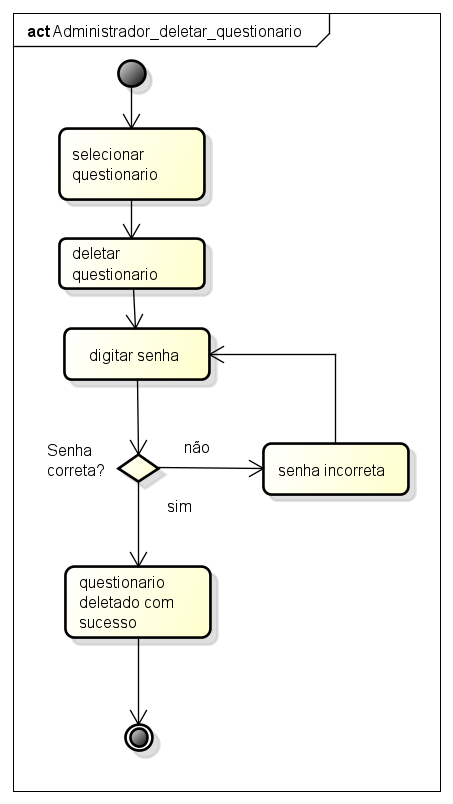 act Administrador_deletar_questionario
selecionar
questionario
deletar
questionario
digitar senha
Senha
correta?
não
senha incorreta
sim
questionario
deletado com
sucesso